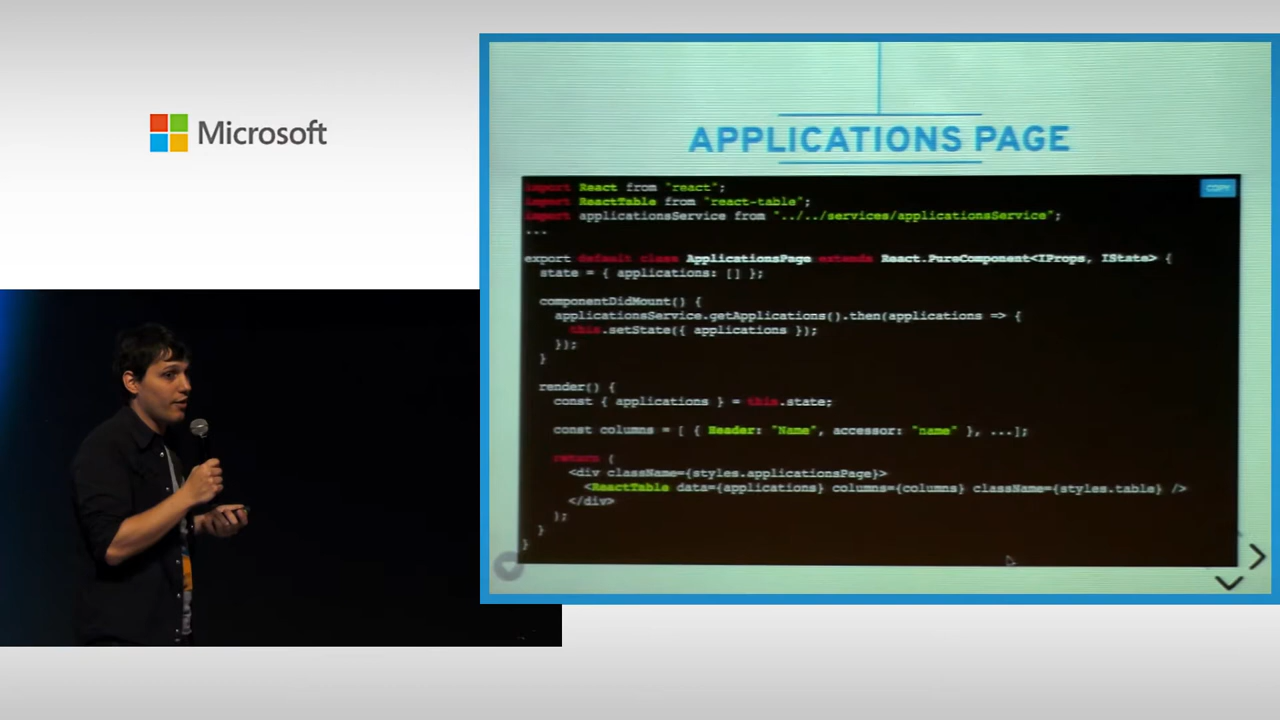 Microsoft
APPLICATIONS PAGE
COPY
import React from "react";
import ReactTable from "react-table";
import applicationsService from "../../services/applicationsService";
...
export default class ApplicationsPage extends React.PureComponent<IProps, IState> {
state = { applications: [] };
componentDidMount() {
applicationsService.getApplications().then(applications => {
this.setState({ applications });
});
}
render() {
const { applications } = this.state;
const columns = [ { Header: "Name", accessor: "name" }, ...];
return (
<div className={styles.applicationsPage}>
<ReactTable data={applications} columns={columns} className={styles.table} />
</div>
);
}
}